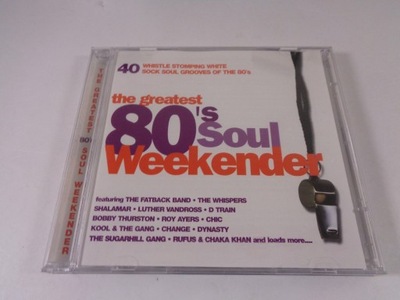 40 WHISTLE STOMPING WHITE
SOCK SOUL GROOVES OF THE 80's
the greatest
80's Soul
Weekender
featuring THE FATBACK BAND • THE WHISPERS
SHALAMAR • LUTHER VANDROSS • D TRAIN
BOBBY THURSTON • ROY AYERS • CHIC
KOOL & THE GANG • CHANGE • DYNASTY
THE SUGARHILL GANG • RUFUS & CHAKA KHAN and loads more....
THE GREATEST 80's SOUL WEEKENDER